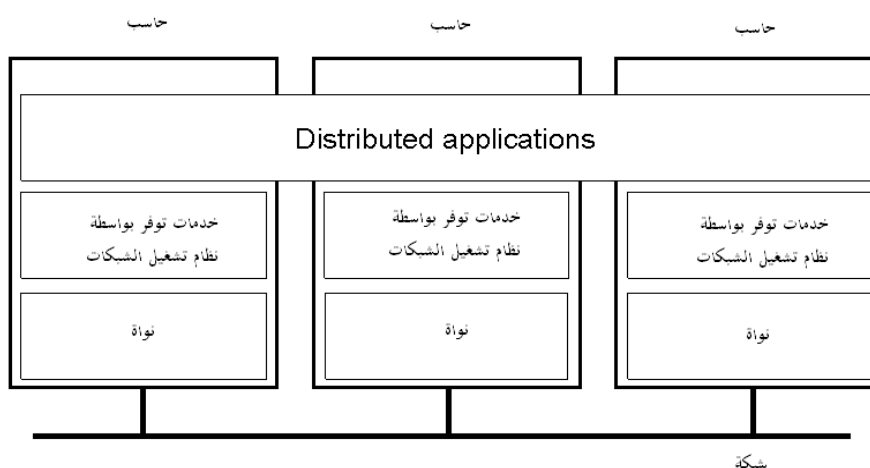 حاسب
حاسب
حاسب
Distributed applications
خدمات توفر بواسطة
نظام تشغيل الشبكات
خدمات توفر بواسطة
نظام تشغيل الشبكات
خدمات توفر بواسطة
نظام تشغيل الشبكات
نواة
نواة
نواة
شبكة